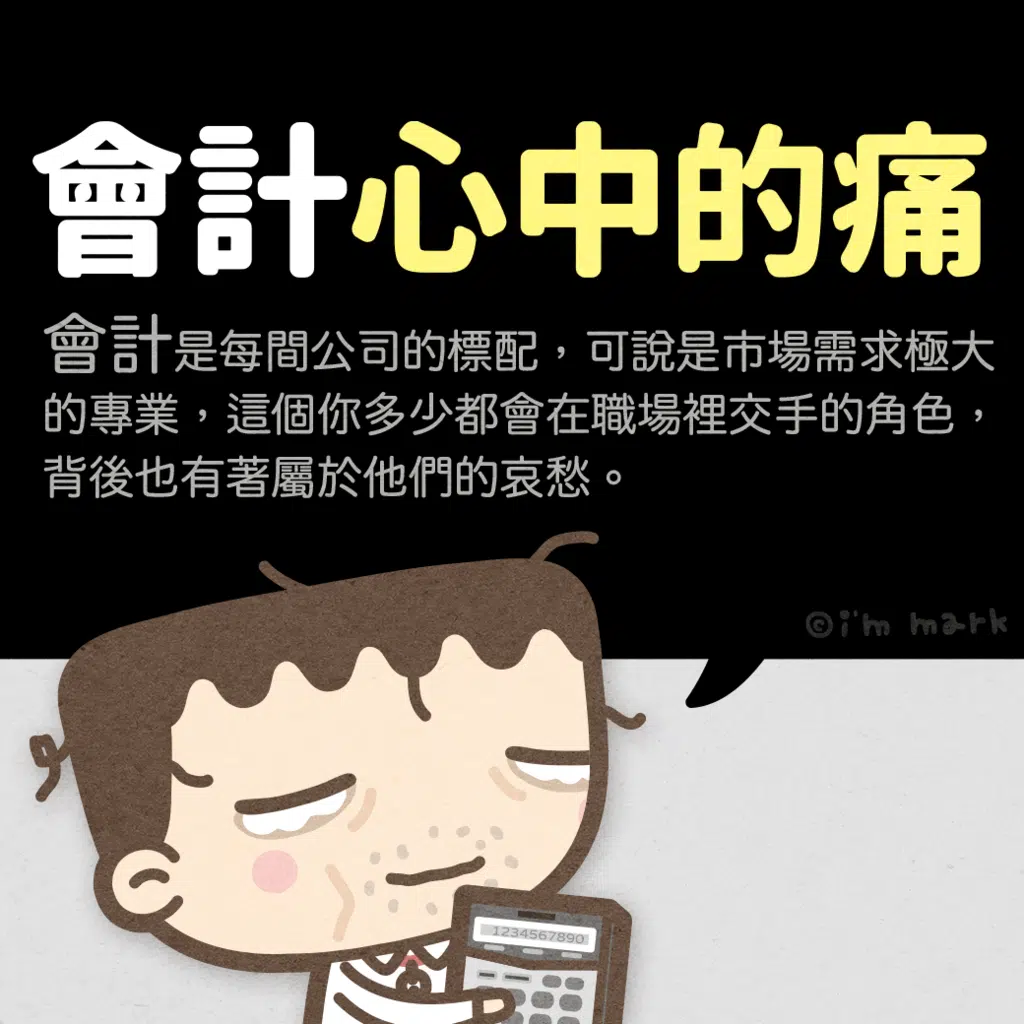 會計心中的痛
會計是每間公司的標配，可說是市場需求極大
的專業，這個你多少都會在職場裡交手的角色，
背後也有著屬於他們的哀愁。
©i'm mark
1234567890